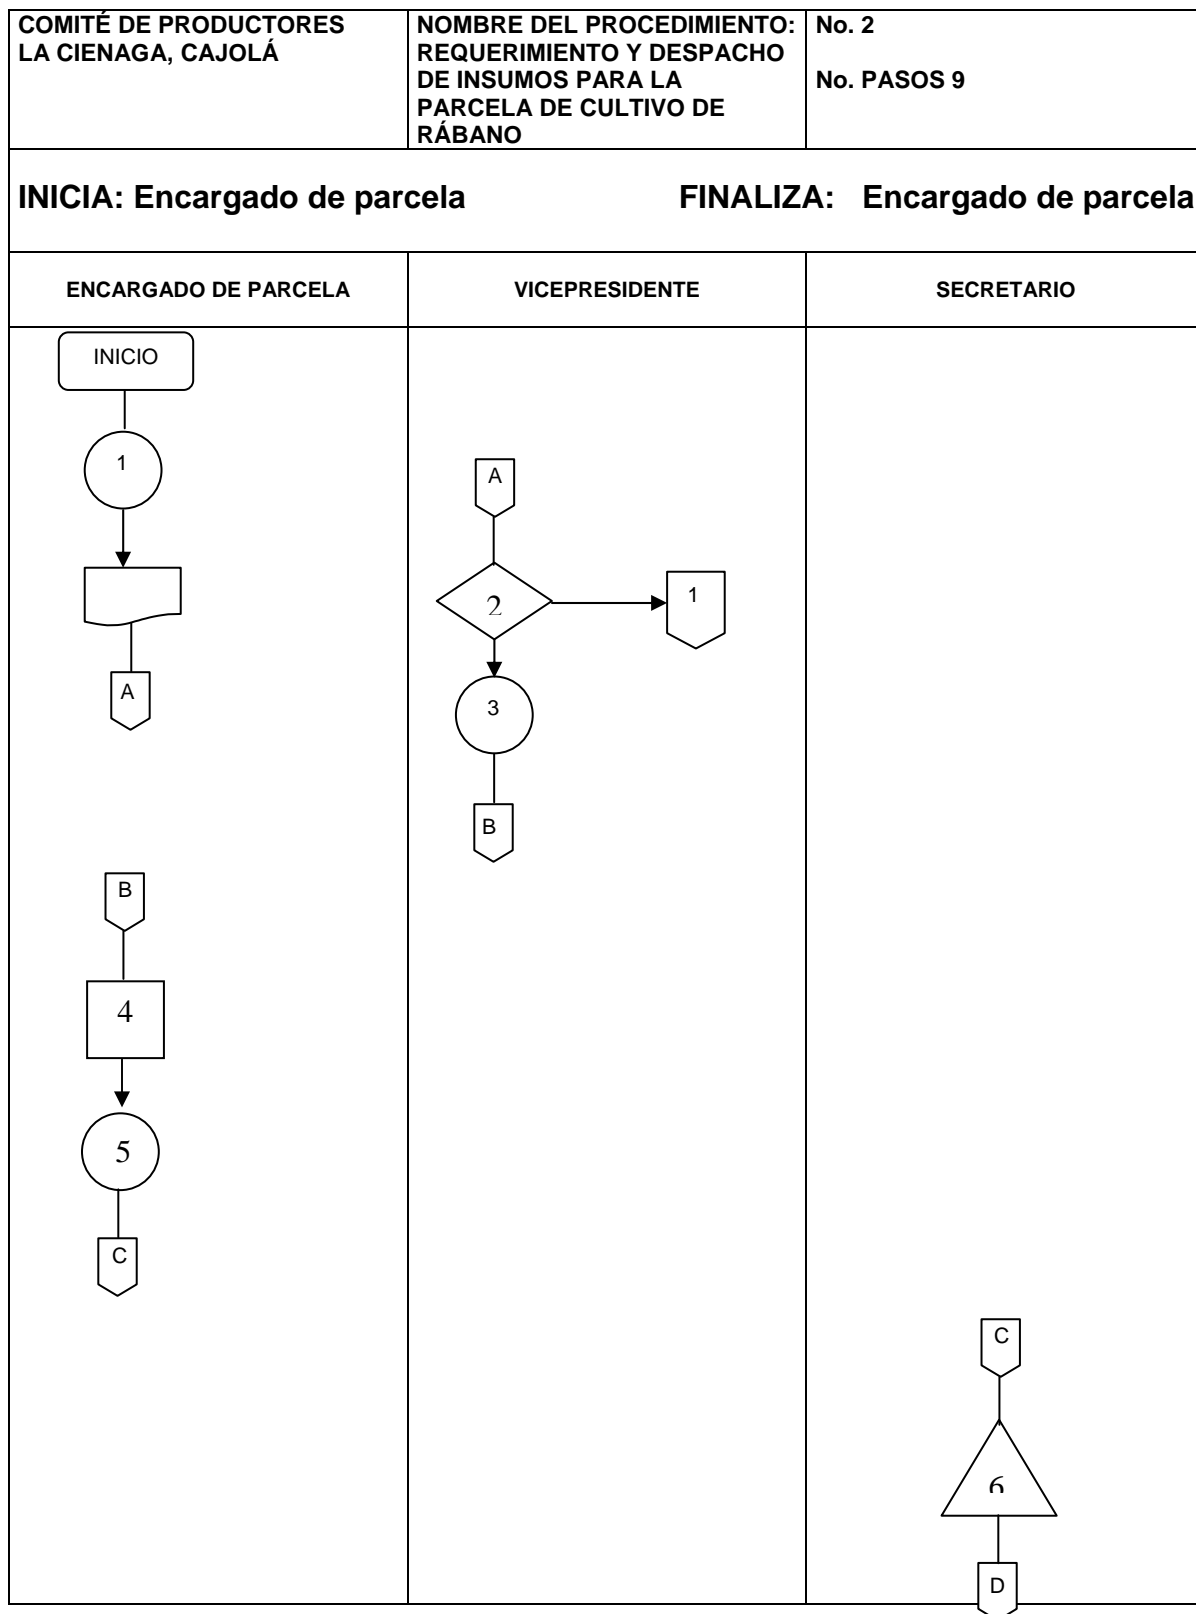 COMITÉ DE PRODUCTORES
LA CIENAGA, CAJOLÁ
NOMBRE DEL PROCEDIMIENTO:
REQUERIMIENTO Y DESPACHO
DE INSUMOS PARA LA
PARCELA DE CULTIVO DE
RÁBANO
No. 2
No. PASOS 9
INICIA: Encargado de parcela
FINALIZA: Encargado de parcela
ENCARGADO DE PARCELA
VICEPRESIDENTE
SECRETARIO
INICIO
1
A
A
2
1
3
B
B
4
5
C
C
6
D